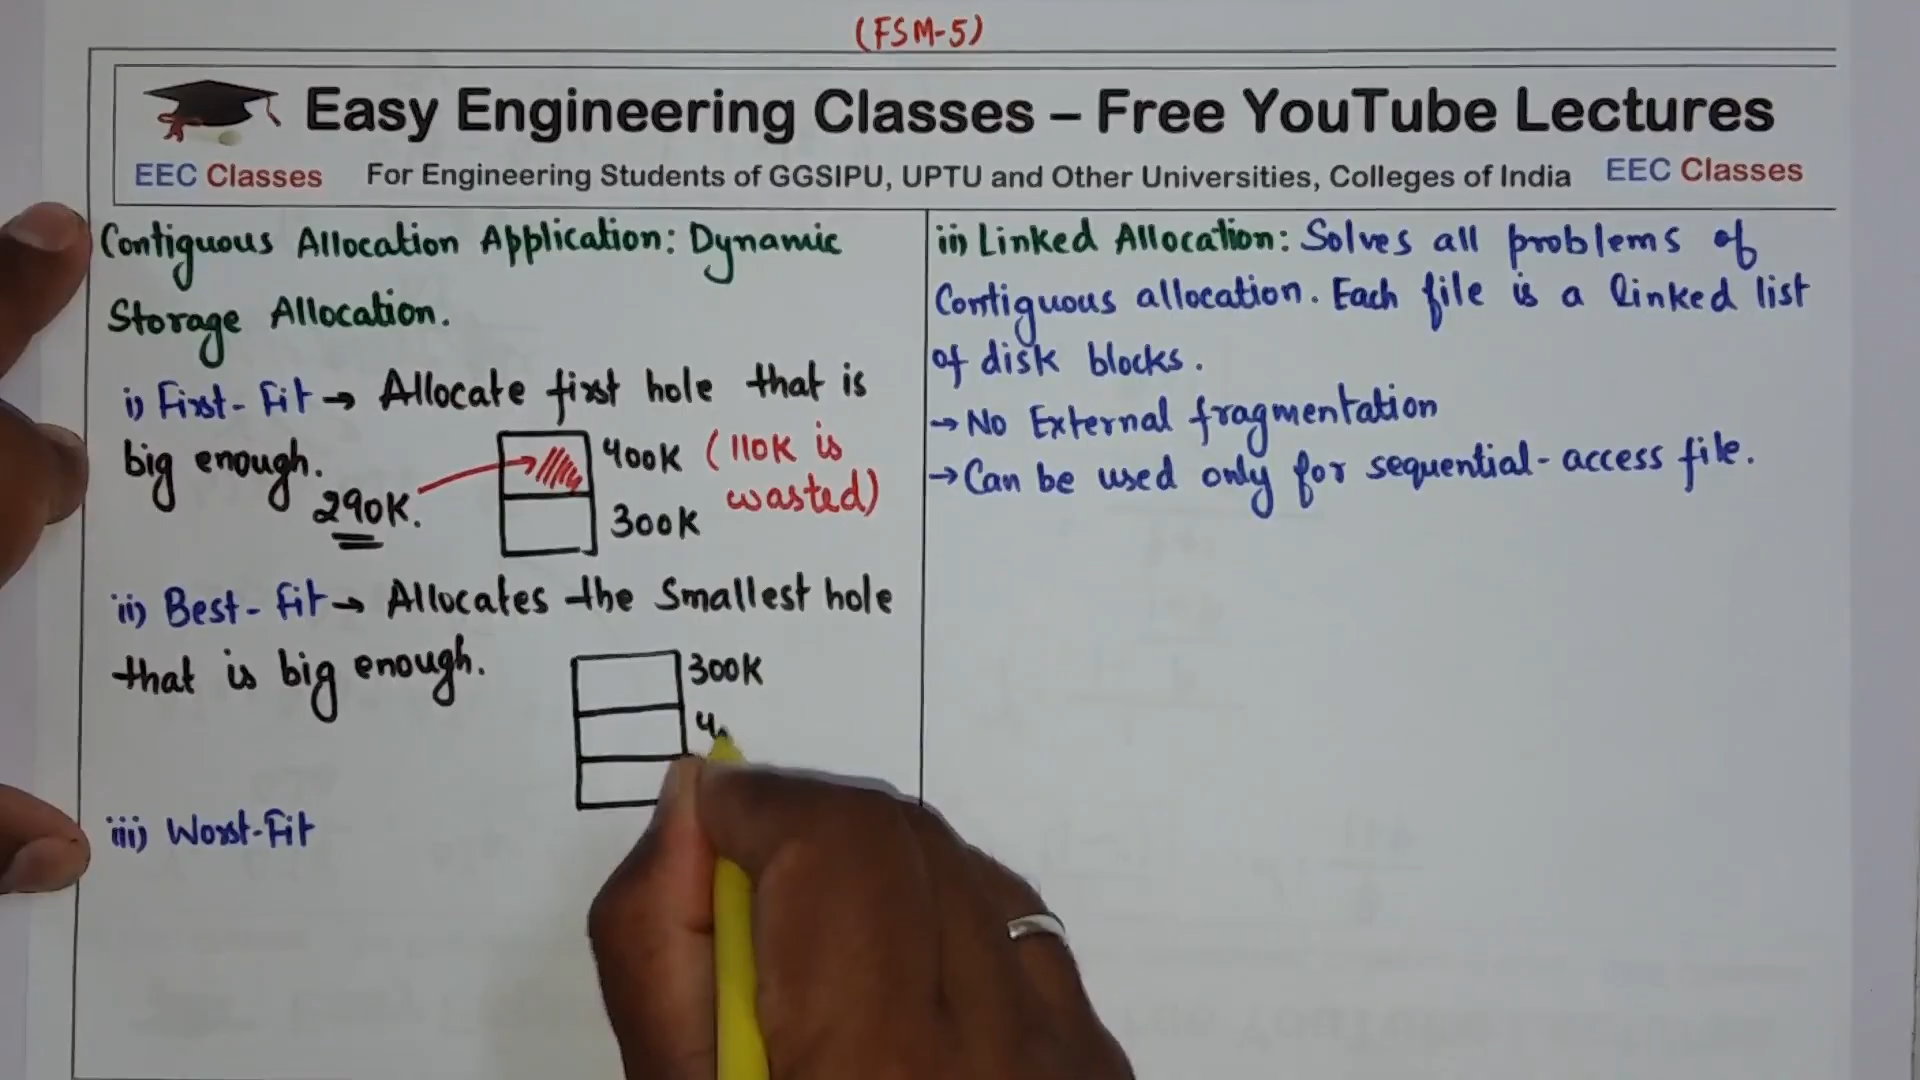 (FSM-5)
Easy Engineering Classes – Free YouTube Lectures
EEC Classes For Engineering Students of GGSIPU, UPTU and Other Universities, Colleges of India EEC Classes
Contiguous Allocation Application: Dynamic
Storage Allocation.
i) First-Fit → Allocate first hole that is
big enough.
290K.
400K (110K is
wasted)
300K
ii) Best-Fit → Allocates the Smallest hole
that is big enough.
300K
4
iii) Worst-Fit
ii) Linked Allocation: Solves all problems of
Contiguous allocation. Each file is a linked list
of disk blocks.
→ No External fragmentation
→ Can be used only for sequential-access file.